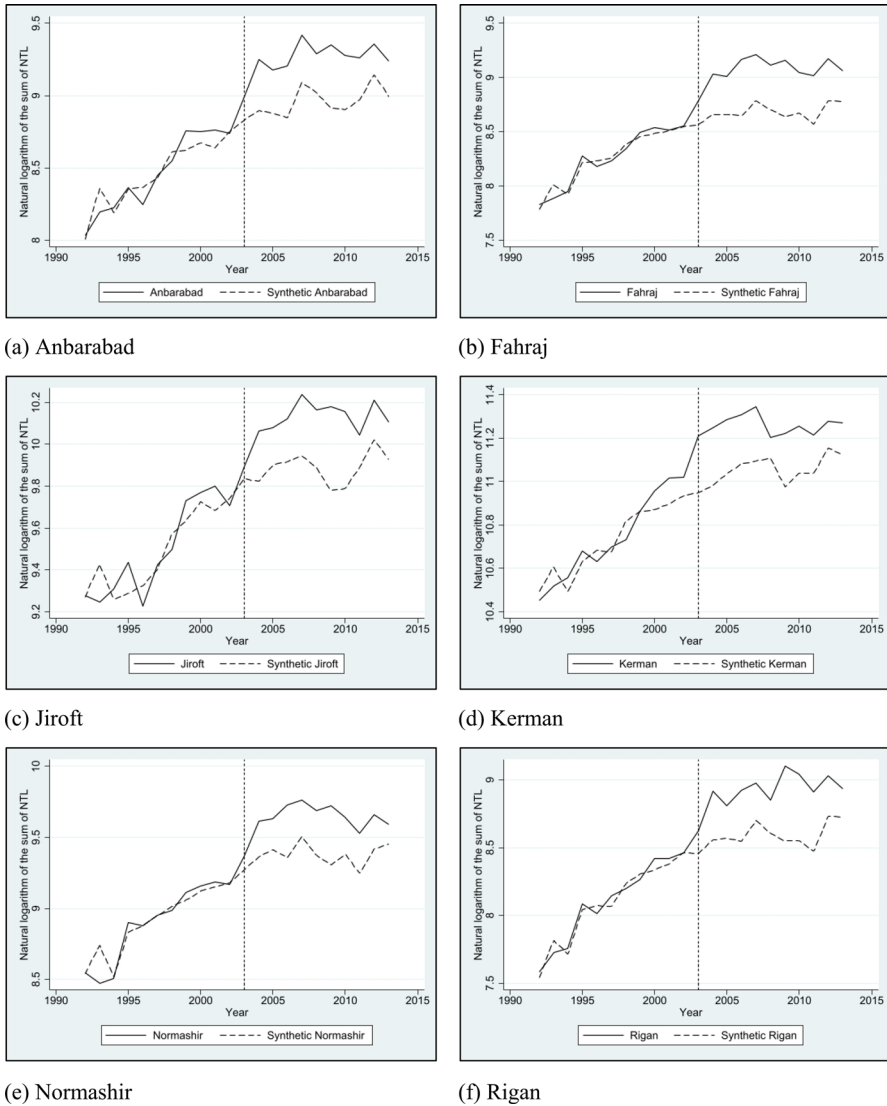 Natural logarithm of the sum of NTL
9.5
9
8.5
8
1990 1995 2000 2005 2010 2015
Year
Anbarabad Synthetic Anbarabad
(a) Anbarabad
Natural logarithm of the sum of NTL
9.5
9
8.5
8
7.5
1990 1995 2000 2005 2010 2015
Year
Fahraj Synthetic Fahraj
(b) Fahraj
Natural logarithm of the sum of NTL
10.2
10
9.8
9.6
9.4
9.2
1990 1995 2000 2005 2010 2015
Year
Jiroft Synthetic Jiroft
(c) Jiroft
Natural logarithm of the sum of NTL
11.4
11.2
11
10.8
10.6
10.4
1990 1995 2000 2005 2010 2015
Year
Kerman Synthetic Kerman
(d) Kerman
Natural logarithm of the sum of NTL
10
9.5
9
8.5
1990 1995 2000 2005 2010 2015
Year
Normashir Synthetic Normashir
(e) Normashir
Natural logarithm of the sum of NTL
9
8.5
8
7.5
1990 1995 2000 2005 2010 2015
Year
Rigan Synthetic Rigan
(f) Rigan